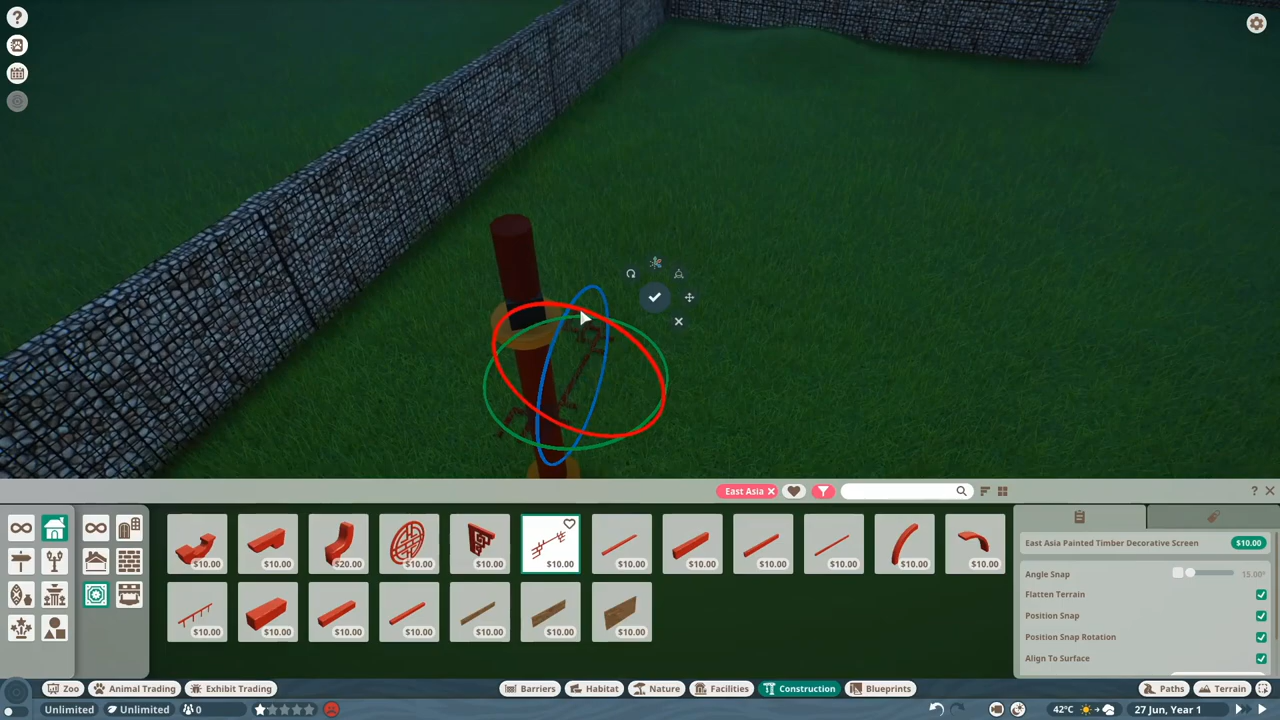 East Asia
?
$10.00 $10.00 $20.00 $10.00 $10.00 $10.00 $10.00 $10.00 $10.00 $10.00 $10.00 $10.00
$10.00 $10.00 $10.00 $10.00 $10.00 $10.00 $10.00
East Asia Painted Timber Decorative Screen $10.00
Angle Snap 15.00°
Flatten Terrain
Position Snap
Position Snap Rotation
Align To Surface
Zoo Animal Trading Exhibit Trading Barriers Habitat Nature Facilities Construction Blueprints Paths Terrain
Unlimited Unlimited 0 42°C 27 Jun, Year 1